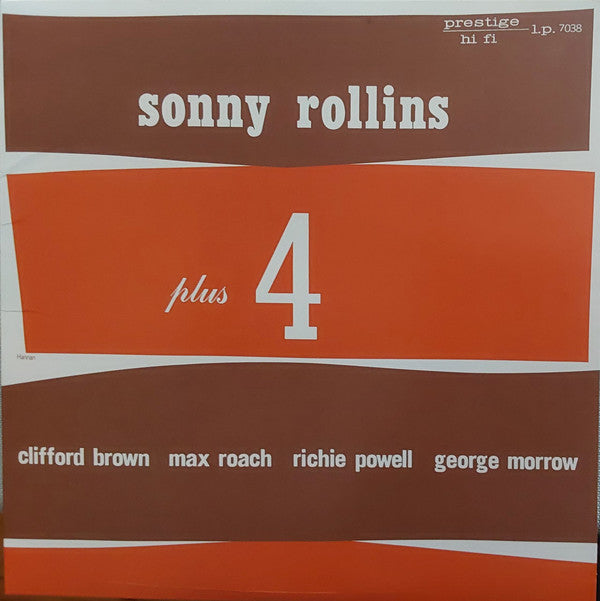 prestige
hi fi
l.p. 7038
sonny rollins
plus 4
Hannan
clifford brown max roach richie powell george morrow